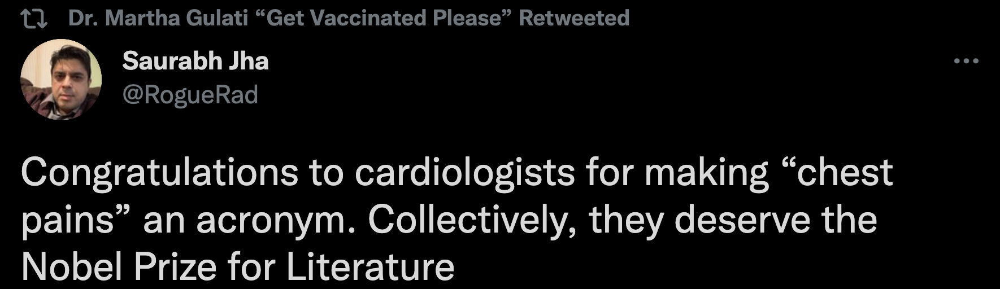 Dr. Martha Gulati “Get Vaccinated Please” Retweeted
Saurabh Jha
@RogueRad
Congratulations to cardiologists for making “chest
pains” an acronym. Collectively, they deserve the
Nobel Prize for Literature